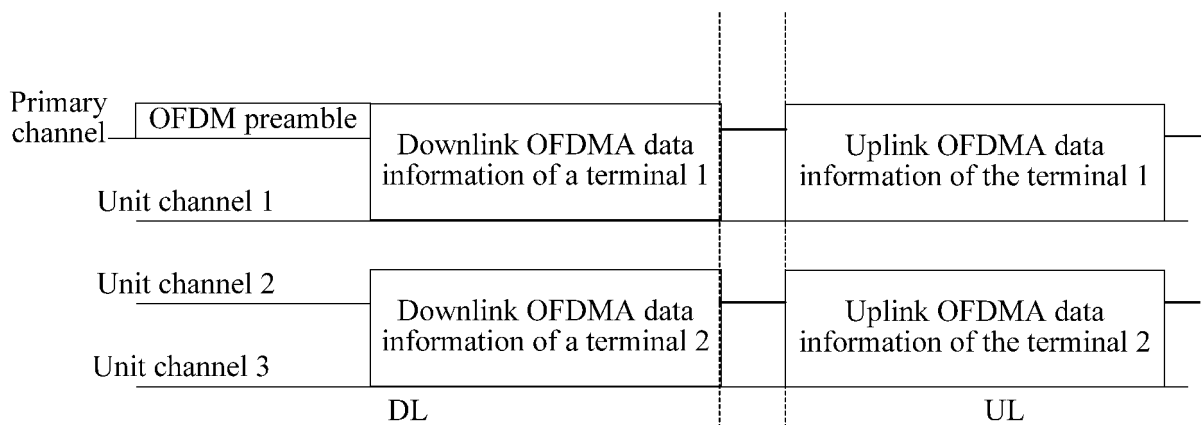 Primary
channel
OFDM preamble
Downlink OFDMA data
information of a terminal 1
Uplink OFDMA data
information of the terminal 1
Unit channel 1
Unit channel 2
Downlink OFDMA data
information of a terminal 2
Uplink OFDMA data
information of the terminal 2
Unit channel 3
DL
UL